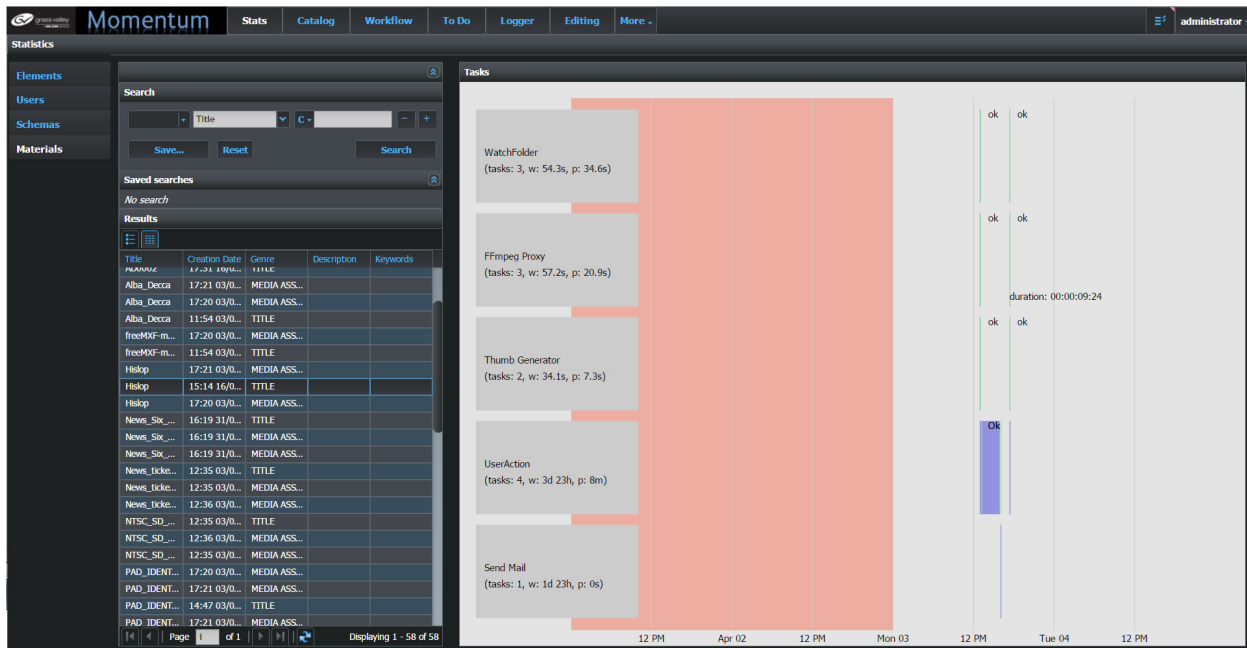 grass valley Momentum Stats Catalog Workflow To Do Logger Editing More administrator
Statistics
Elements
Users
Schemas
Materials
Search
Title C
Save... Reset Search
Saved searches
No search
Results
Title Creation Date Genre Description Keywords
AD0002 17:31 16/0... TITLE
Alba_Decca 17:21 03/0... MEDIA ASS...
Alba_Decca 17:20 03/0... MEDIA ASS...
Alba_Decca 11:54 03/0... TITLE
freeMXF-m... 17:20 03/0... MEDIA ASS...
freeMXF-m... 11:54 03/0... TITLE
Hislop 17:21 03/0... MEDIA ASS...
Hislop 15:14 16/0... TITLE
Hislop 17:20 03/0... MEDIA ASS...
News_Six_... 16:19 31/0... TITLE
News_Six_... 16:19 31/0... MEDIA ASS...
News_Six_... 16:19 31/0... MEDIA ASS...
News_ticke... 12:35 03/0... TITLE
News_ticke... 12:35 03/0... MEDIA ASS...
News_ticke... 12:36 03/0... MEDIA ASS...
NTSC_SD_... 12:35 03/0... TITLE
NTSC_SD_... 12:36 03/0... MEDIA ASS...
NTSC_SD_... 12:35 03/0... MEDIA ASS...
PAD_IDENT... 17:20 03/0... MEDIA ASS...
PAD_IDENT... 17:21 03/0... MEDIA ASS...
PAD_IDENT... 14:47 03/0... TITLE
PAD_IDENT... 17:21 03/0... MEDIA ASS...
Page 1 of 1 Displaying 1 - 58 of 58
Tasks
ok ok
WatchFolder
(tasks: 3, w: 54.3s, p: 34.6s)
ok ok
FFmpeg Proxy
(tasks: 3, w: 57.2s, p: 20.9s)
duration: 00:00:09:24
ok ok
Thumb Generator
(tasks: 2, w: 34.1s, p: 7.3s)
Ok
UserAction
(tasks: 4, w: 3d 23h, p: 8m)
Send Mail
(tasks: 1, w: 1d 23h, p: 0s)
12 PM Apr 02 12 PM Mon 03 12 PM Tue 04 12 PM